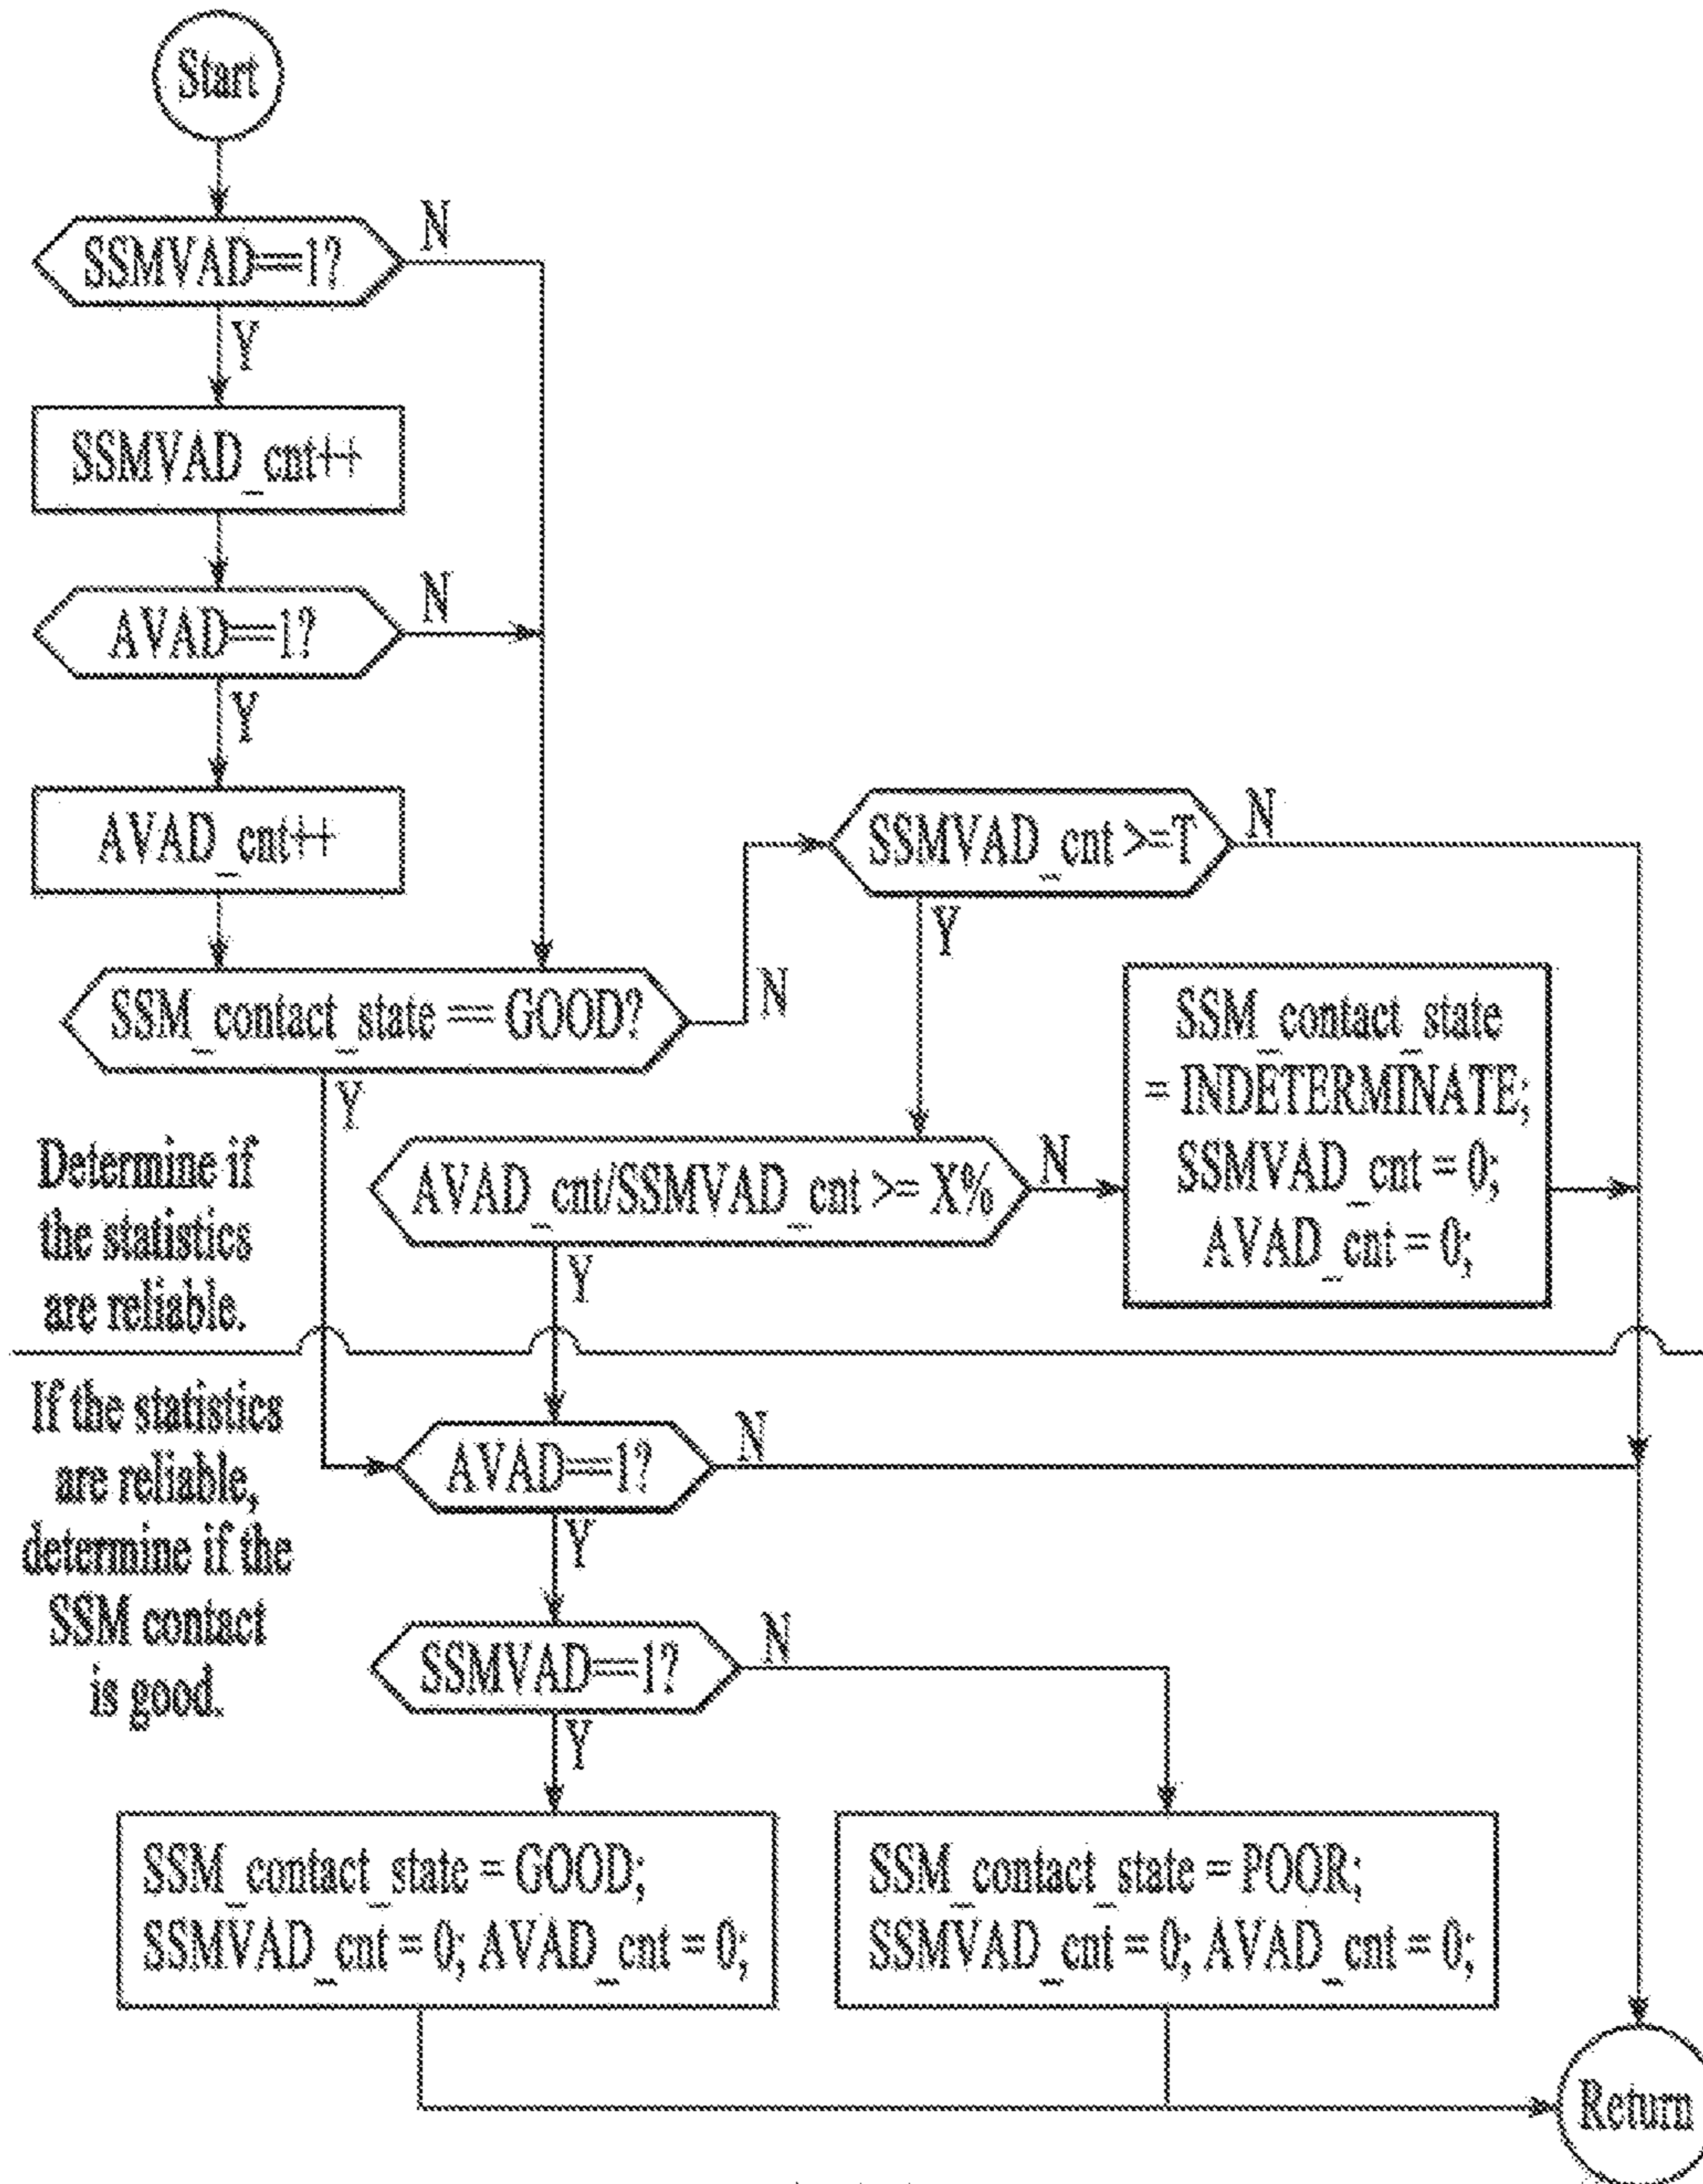 Start
SSMVAD==1?
N
Y
SSMVAD_cnt++
AVAD==1?
N
Y
AVAD_cnt++
SSMVAD_cnt >=T
N
Y
SSM_contact_state == GOOD?
N
Y
SSM_contact_state
= INDETERMINATE;
SSMVAD_cnt = 0;
AVAD_cnt = 0;
AVAD_cnt/SSMVAD_cnt >= X%
N
Y
Determine if
the statistics
are reliable.
If the statistics
are reliable,
determine if the
SSM contact
is good.
AVAD==1?
N
Y
SSMVAD==1?
N
Y
SSM_contact_state = GOOD;
SSMVAD_cnt = 0; AVAD_cnt = 0;
SSM_contact_state = POOR;
SSMVAD_cnt = 0; AVAD_cnt = 0;
Return